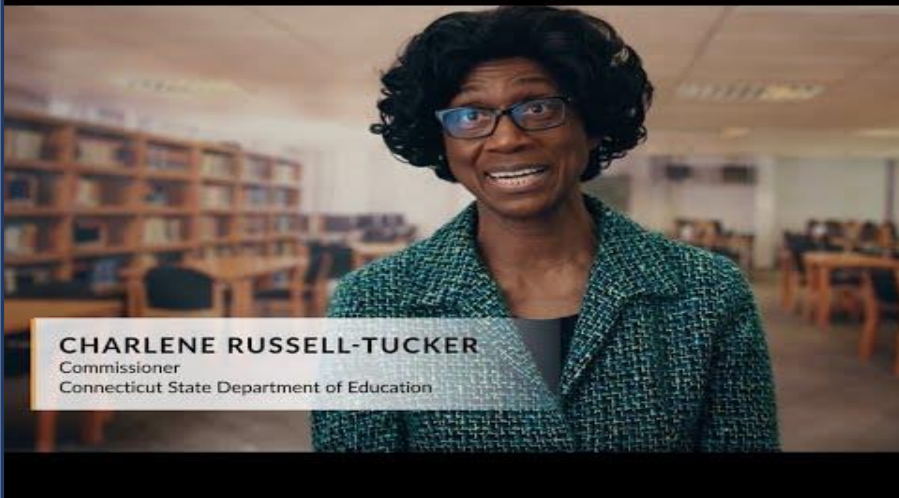 CHARLENE RUSSELL-TUCKER
Commissioner
Connecticut State Department of Education